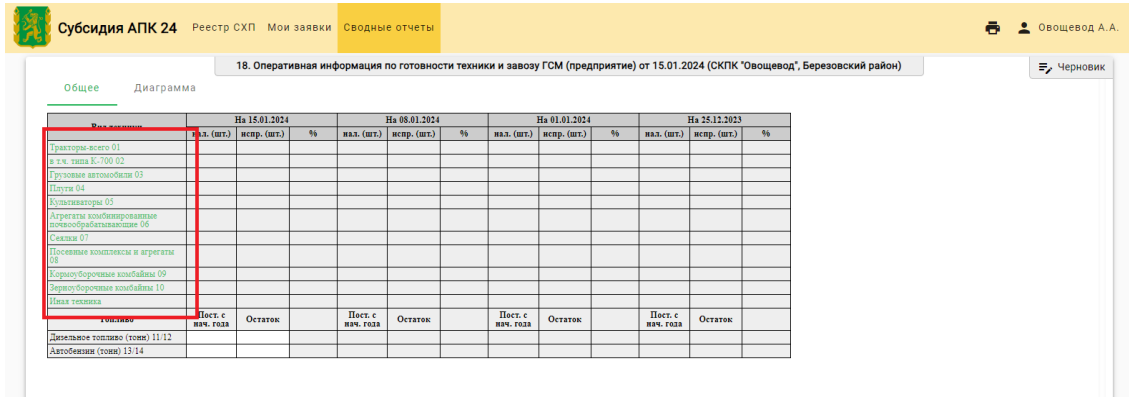 Субсидия АПК 24 Реестр СХП Мои заявки Сводные отчеты Овощевод А.А.
18. Оперативная информация по готовности техники и завозу ГСМ (предприятие) от 15.01.2024 (СКПК "Овощевод", Березовский район)
Черновик
Общее Диаграмма
Вид техники На 15.01.2024 На 08.01.2024 На 01.01.2024 На 25.12.2023
нал. (шт.) испр. (шт.) % нал. (шт.) испр. (шт.) % нал. (шт.) испр. (шт.) % нал. (шт.) испр. (шт.) %
Тракторы-всего 01
в т.ч. типа К-700 02
Грузовые автомобили 03
Плуги 04
Культиваторы 05
Агрегаты комбинированные
почвообрабатывающие 06
Сеялки 07
Посевные комплексы и агрегаты
08
Кормоуборочные комбайны 09
Зерноуборочные комбайны 10
Иная техника
Топливо Пост. с нач. года Остаток Пост. с нач. года Остаток Пост. с нач. года Остаток Пост. с нач. года Остаток
Дизельное топливо (тонн) 11/12
Автобензин (тонн) 13/14